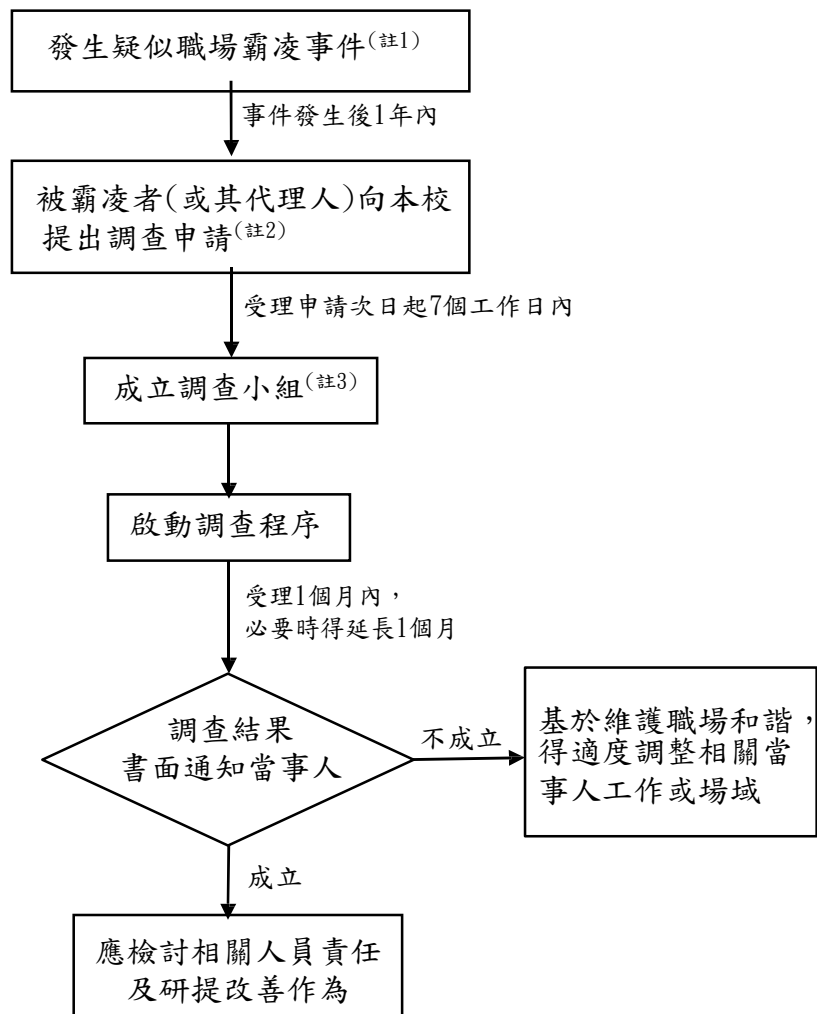 發生疑似職場霸凌事件(註1)
事件發生後1年內
被霸凌者(或其代理人)向本校
提出調查申請(註2)
受理申請次日起7個工作日內
成立調查小組(註3)
啟動調查程序
受理1個月內，
必要時得延長1個月
調查結果
書面通知當事人
不成立
基於維護職場和諧，
得適度調整相關當
事人工作或場域
成立
應檢討相關人員責任
及研提改善作為